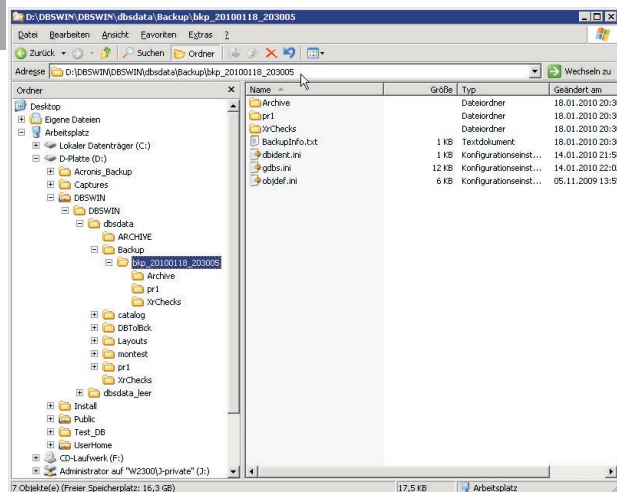 D:\DBSWIN\DBSWIN\dbsdata\Backup\bkp_20100118_203005
Datei Bearbeiten Ansicht Favoriten Extras ?
Zurück Suchen Ordner
Adresse D:\DBSWIN\DBSWIN\dbsdata\Backup\bkp_20100118_203005 Wechseln zu
Ordner
Name Größe Typ Geändert am
Desktop
Eigene Dateien
Arbeitsplatz
Lokaler Datenträger (C:)
D-Platte (D:)
Acronis_Backup
Captures
DBSWIN
DBSWIN
dbsdata
ARCHIVE
Backup
bkp_20100118_203005
Archive
pr1
XrChecks
catalog
DBToBck
Layouts
montest
pr1
XrChecks
dbsdata_leer
Install
Public
Test_DB
UserHome
CD-Laufwerk (F:)
Administrator auf "W2300\J-private" (J:)
Archive Dateiordner 18.01.2010 20:3
pr1 Dateiordner 18.01.2010 20:3
XrChecks Dateiordner 18.01.2010 20:3
BackupInfo.txt 1 KB Textdokument 18.01.2010 20:3
dbident.ini 1 KB Konfigurationseinst... 14.01.2010 21:5
gdbs.ini 12 KB Konfigurationseinst... 14.01.2010 22:0
objdef.ini 6 KB Konfigurationseinst... 05.11.2009 13:5
7 Objekte(e) (Freier Speicherplatz: 16,3 GB) 17,5 KB Arbeitsplatz